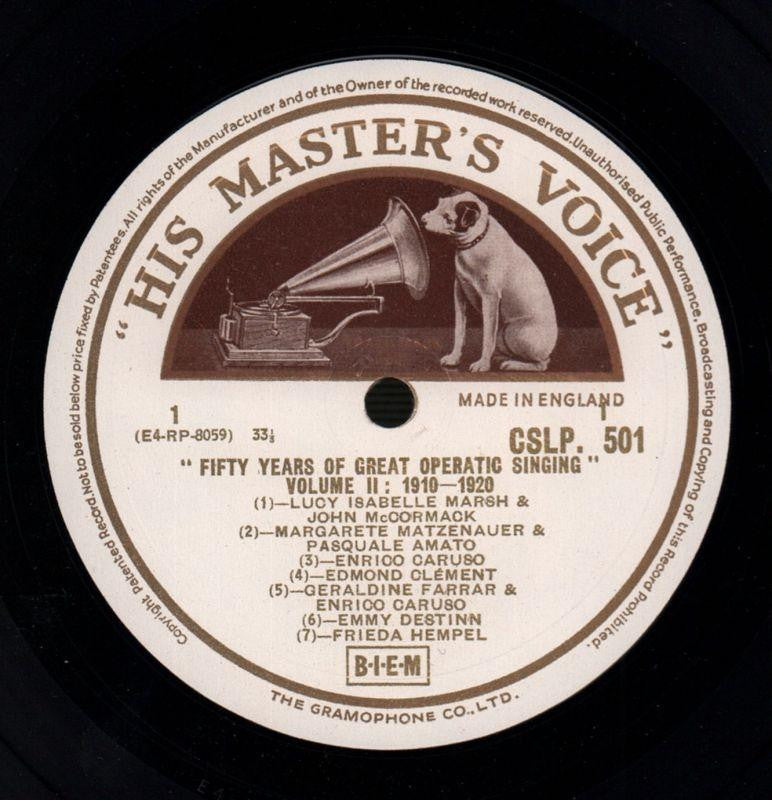 Copyright Patented Record. Not to be sold below price fixed by Patentees. All rights of the Manufacturer and of the Owner of the recorded work reserved. Unauthorised Public Performance, Broadcasting and Copying of this Record Prohibited.
"HIS MASTER'S VOICE"
MADE IN ENGLAND
1
(E4-RP-8059) 33⅓
CSLP. 501
"FIFTY YEARS OF GREAT OPERATIC SINGING"
VOLUME II : 1910—1920
(1)—LUCY ISABELLE MARSH &
JOHN McCORMACK
(2)—MARGARETE MATZENAUER &
PASQUALE AMATO
(3)—ENRICO CARUSO
(4)—EDMOND CLÉMENT
(5)—GERALDINE FARRAR &
ENRICO CARUSO
(6)—EMMY DESTINN
(7)—FRIEDA HEMPEL
B·I·E·M
THE GRAMOPHONE CO., LTD.